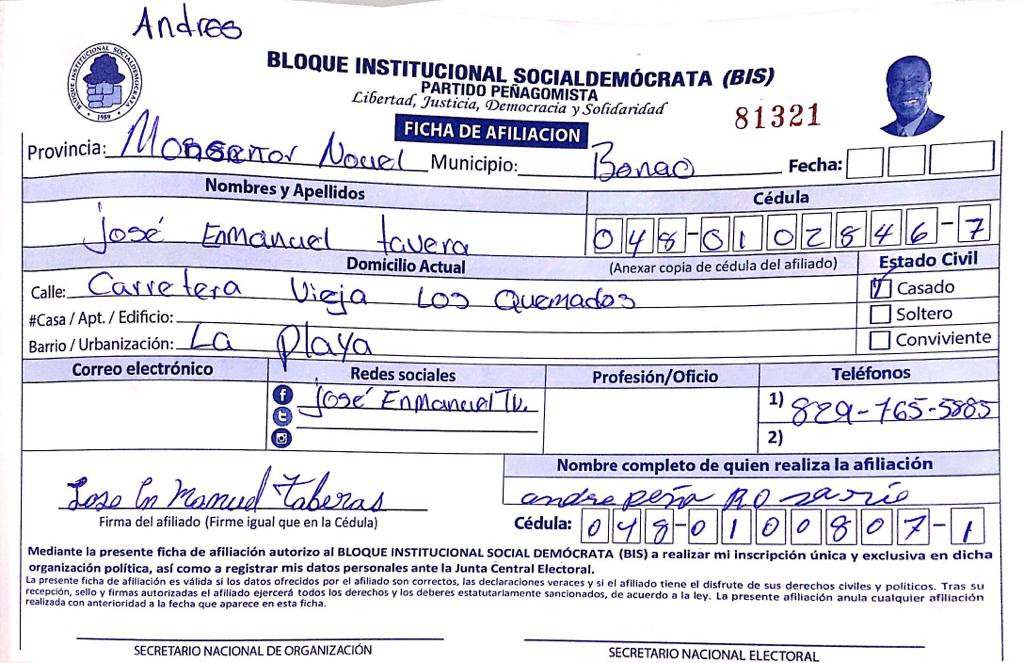 Andres
BLOQUE INSTITUCIONAL SOCIALDEMOCRATA
1989
BLOQUE INSTITUCIONAL SOCIALDEMÓCRATA (BIS)
PARTIDO PEÑAGOMISTA
Libertad, Justicia, Democracia y Solidaridad
81321
FICHA DE AFILIACION
Provincia: Monseñor Nouel Municipio: Bonao Fecha:
Nombres y Apellidos Cédula
José Enmanuel tavera 048-0102846-7
Domicilio Actual (Anexar copia de cédula del afiliado) Estado Civil
Calle: Carretera Vieja Los Quemados Casado
#Casa / Apt. / Edificio: Soltero
Barrio / Urbanización: La Playa Conviviente
Correo electrónico Redes sociales Profesión/Oficio Teléfonos
José EnManuel Tv. 1) 829-765-5885
2)
Nombre completo de quien realiza la afiliación
Jose En Manuel Taberas andre peña ROsario
Firma del afiliado (Firme igual que en la Cédula) Cédula: 048-0100807-1
Mediante la presente ficha de afiliación autorizo al BLOQUE INSTITUCIONAL SOCIAL DEMÓCRATA (BIS) a realizar mi inscripción única y exclusiva en dicha
organización política, así como a registrar mis datos personales ante la Junta Central Electoral.
La presente ficha de afiliación es válida si los datos ofrecidos por el afiliado son correctos, las declaraciones veraces y si el afiliado tiene el disfrute de sus derechos civiles y políticos. Tras su
recepción, sello y firmas autorizadas el afiliado ejercerá todos los derechos y los deberes estatutariamente sancionados, de acuerdo a la ley. La presente afiliación anula cualquier afiliación
realizada con anterioridad a la fecha que aparece en esta ficha.
SECRETARIO NACIONAL DE ORGANIZACIÓN SECRETARIO NACIONAL ELECTORAL